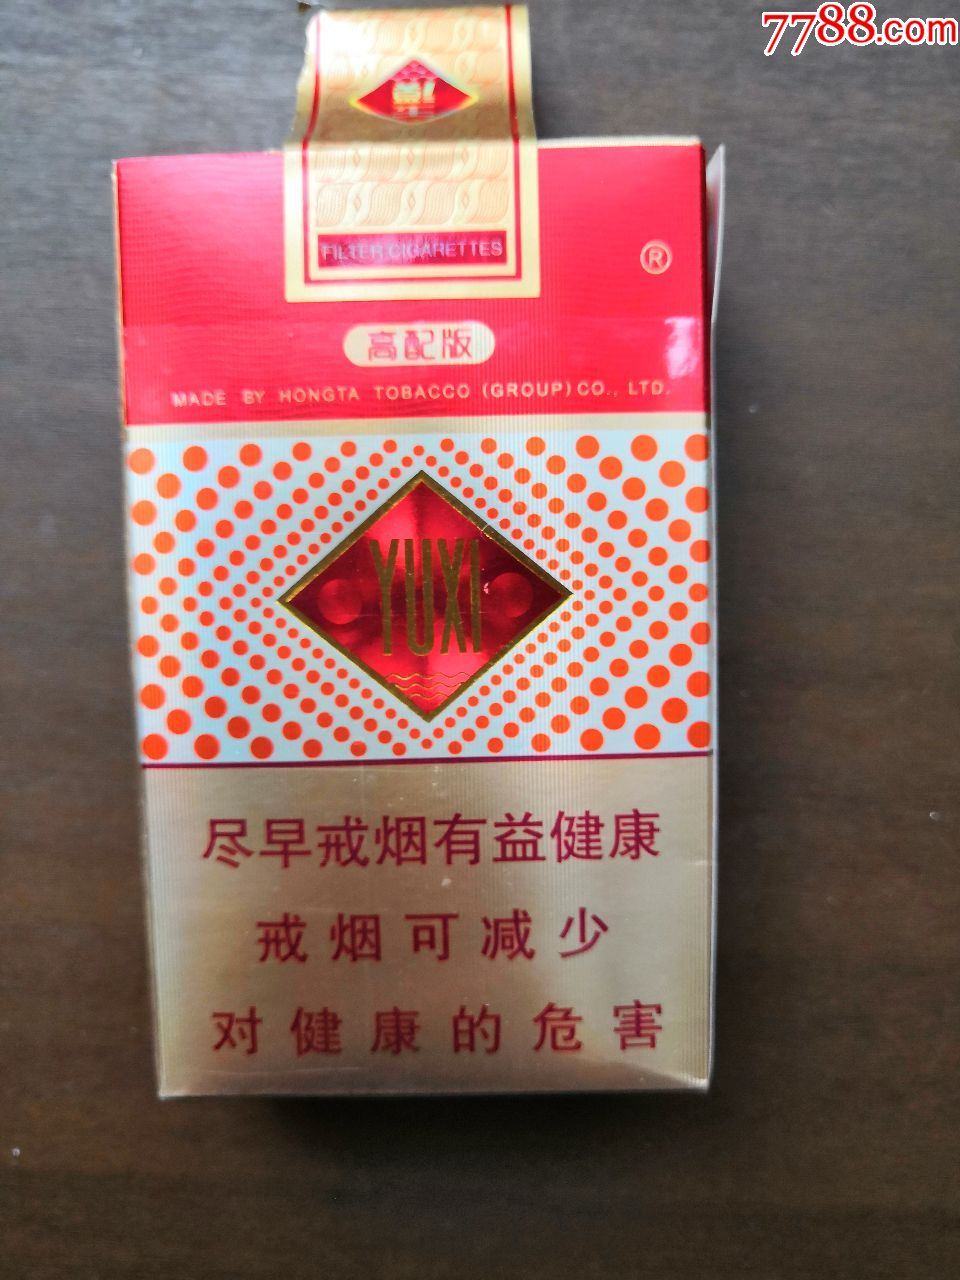 7788.com
FILTER CIGARETTES
®
高配版
MADE BY HONGTA TOBACCO (GROUP) CO., LTD.
YUXI
尽早戒烟有益健康
戒烟可减少
对健康的危害